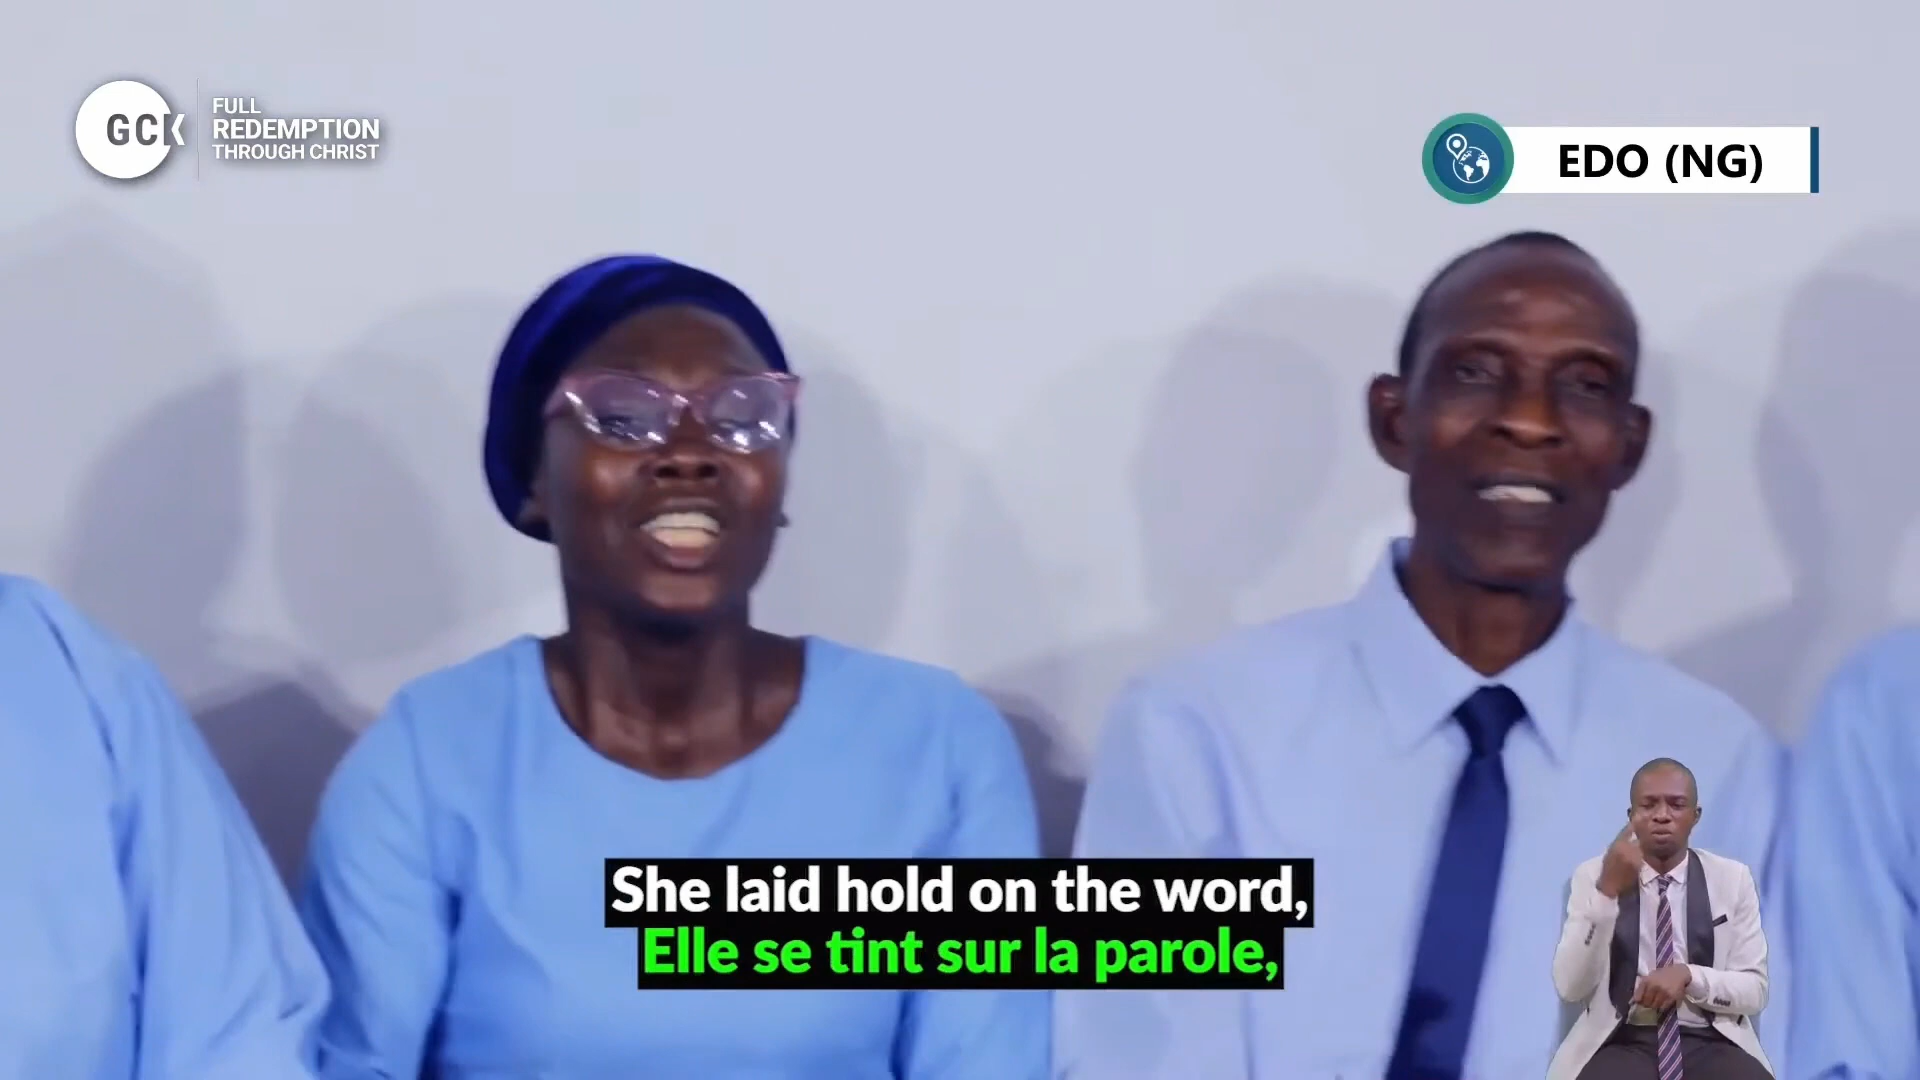 GCK
FULL
REDEMPTION
THROUGH CHRIST
EDO (NG)
She laid hold on the word,
Elle se tint sur la parole,